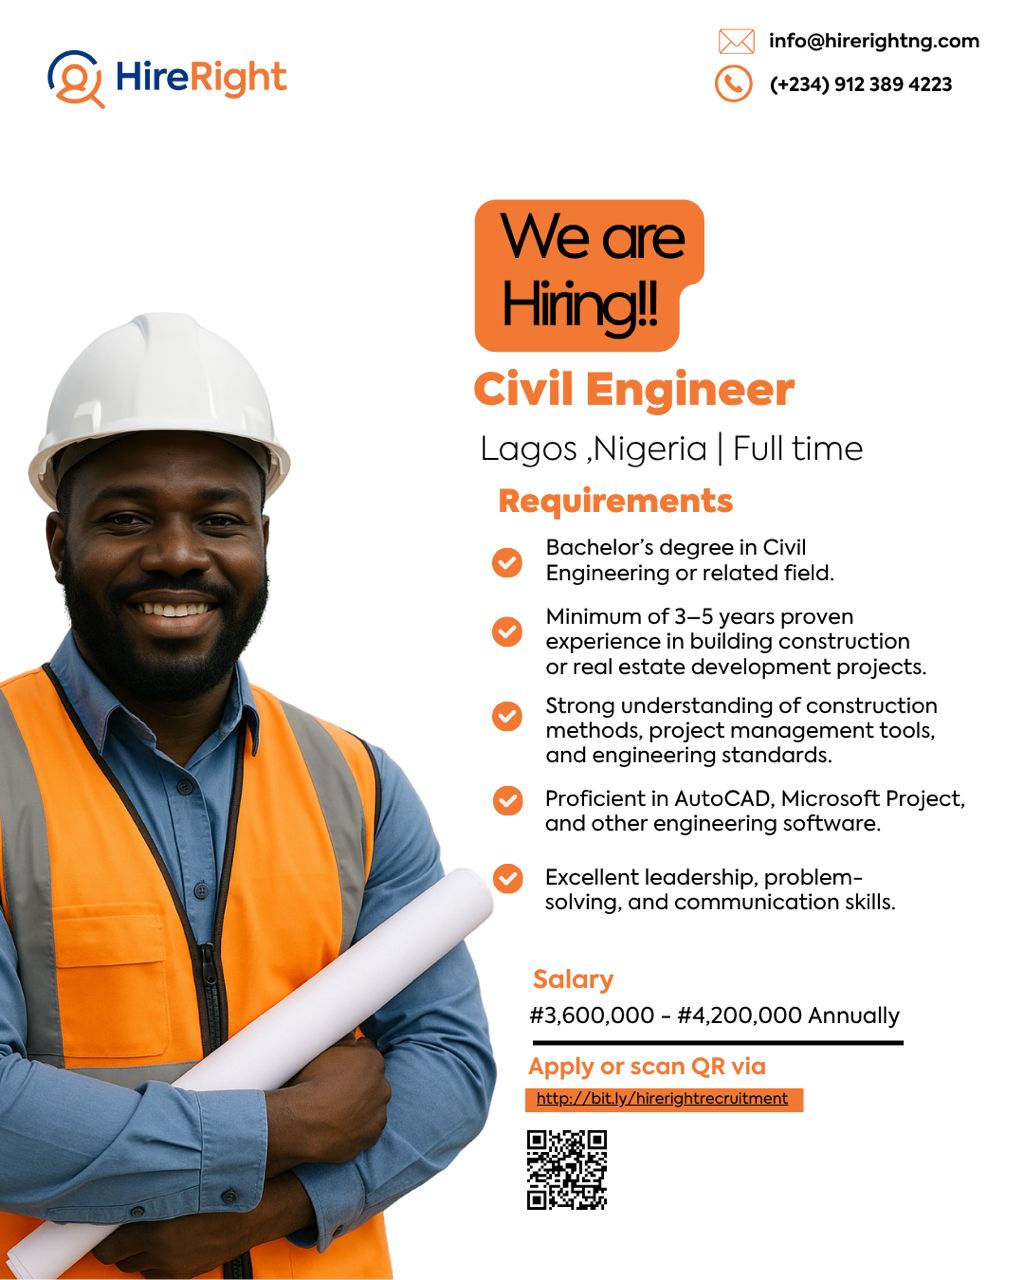 HireRight
info@hirerightng.com
(+234) 912 389 4223
We are
Hiring!!
Civil Engineer
Lagos ,Nigeria | Full time
Requirements
Bachelor's degree in Civil
Engineering or related field.
Minimum of 3–5 years proven
experience in building construction
or real estate development projects.
Strong understanding of construction
methods, project management tools,
and engineering standards.
Proficient in AutoCAD, Microsoft Project,
and other engineering software.
Excellent leadership, problem-
solving, and communication skills.
Salary
#3,600,000 - #4,200,000 Annually
Apply or scan QR via
http://bit.ly/hirerightrecruitment